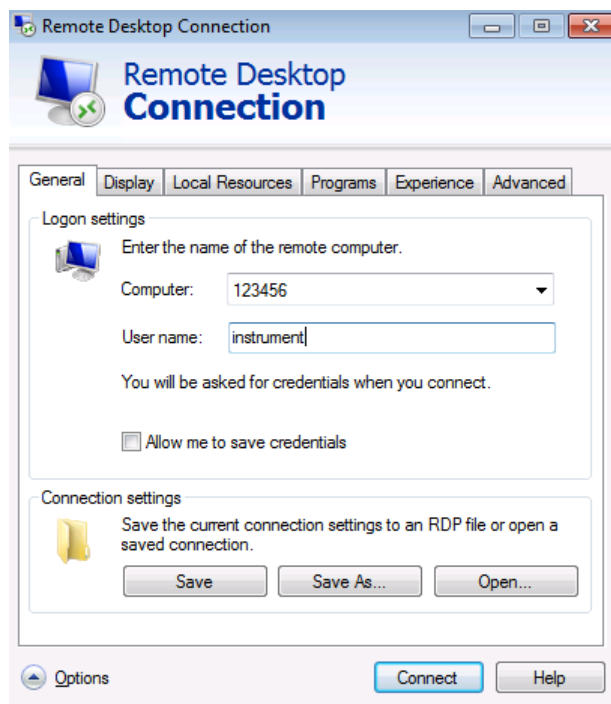 Remote Desktop Connection
Remote Desktop
Connection
General Display Local Resources Programs Experience Advanced
Logon settings
Enter the name of the remote computer.
Computer: 123456
User name: instrument
You will be asked for credentials when you connect.
Allow me to save credentials
Connection settings
Save the current connection settings to an RDP file or open a
saved connection.
Save Save As... Open...
Options Connect Help